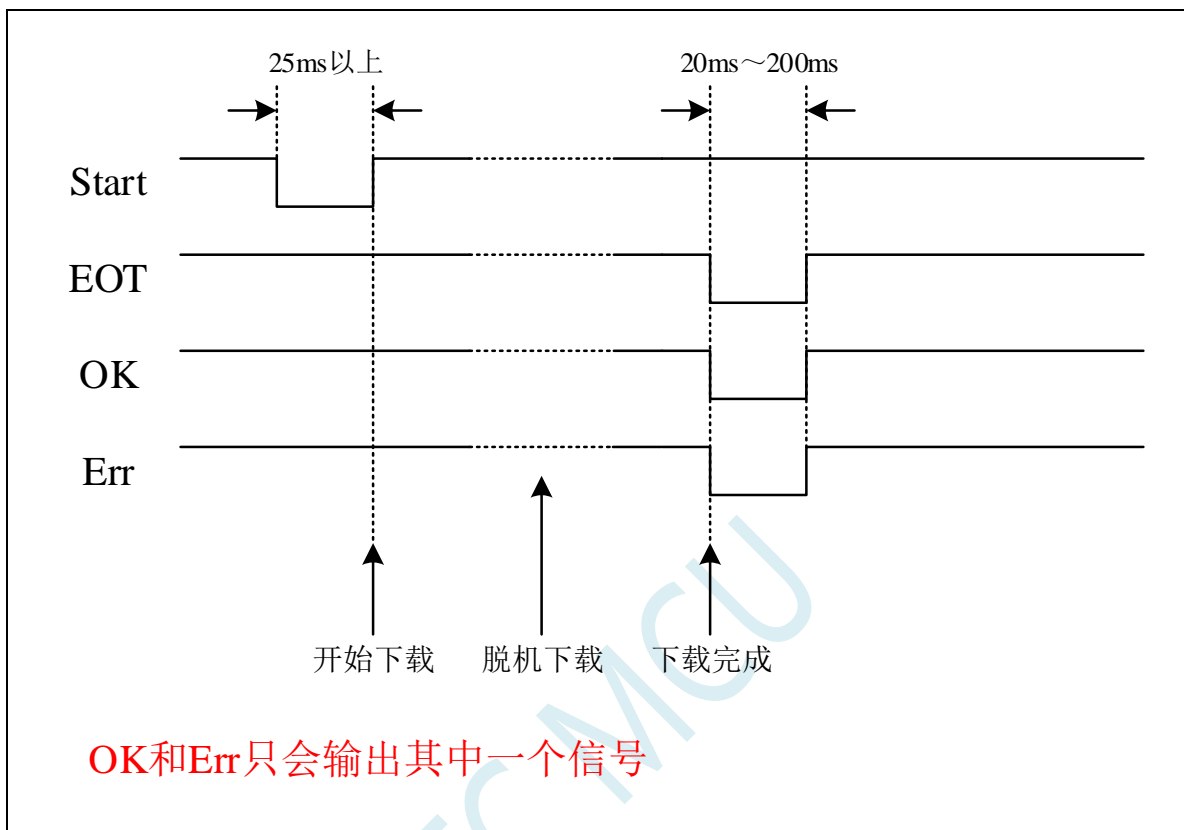 25ms以上
20ms～200ms
Start
EOT
OK
Err
开始下载
脱机下载
下载完成
OK和Err只会输出其中一个信号
MCU